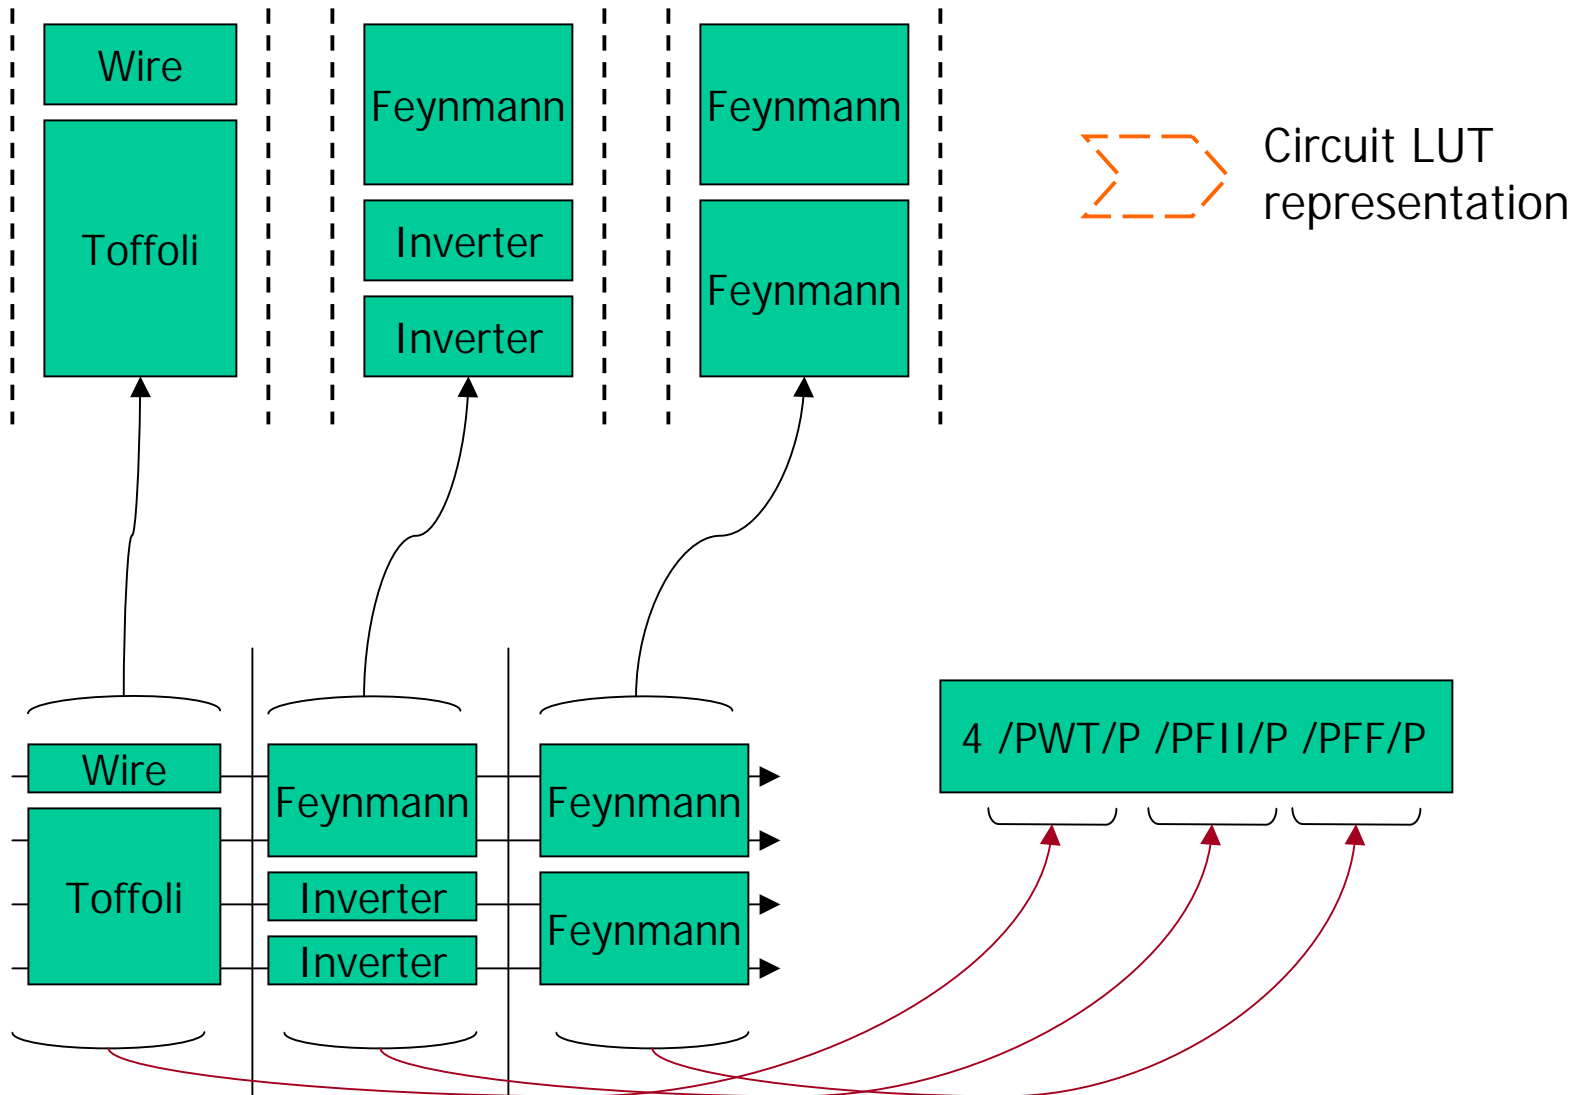 Wire
Toffoli
Feynmann
Inverter
Inverter
Feynmann
Feynmann
Circuit LUT
representation
Wire
Toffoli
Feynmann
Inverter
Inverter
Feynmann
Feynmann
4 /PWT/P /PFII/P /PFF/P